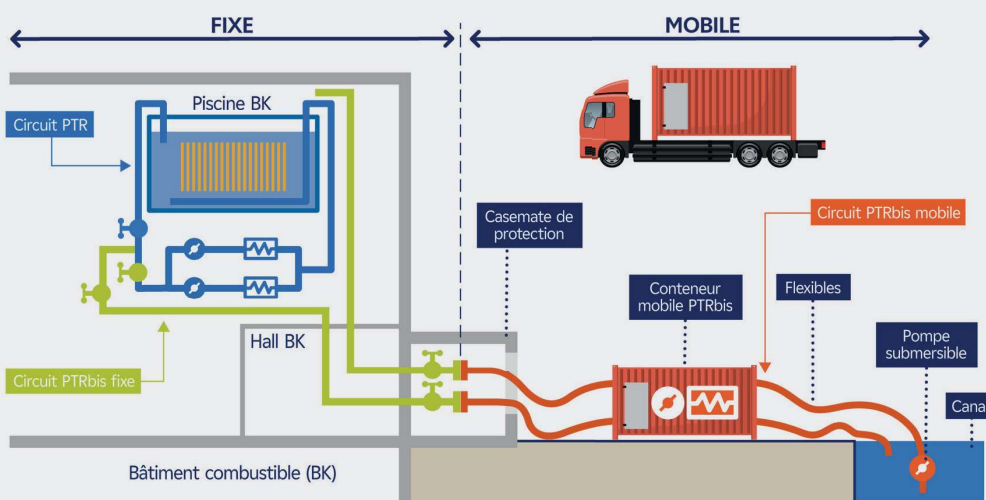 FIXE
MOBILE
Piscine BK
Circuit PTR
Casemate de
protection
Circuit PTRbis mobile
Conteneur
mobile PTRbis
Flexibles
Pompe
submersible
Hall BK
Circuit PTRbis fixe
Cana
Bâtiment combustible (BK)